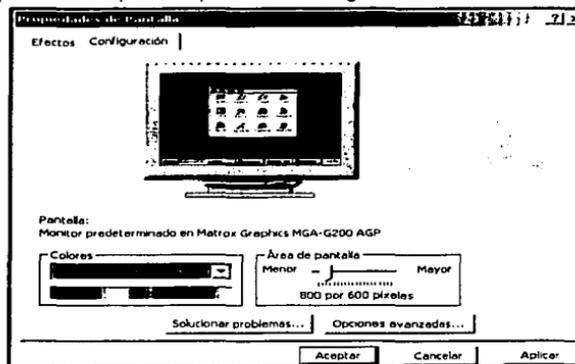 Propiedades de Pantalla
Efectos Configuración
Pantalla:
Monitor predeterminado en Matrox Graphics MGA-G200 AGP
Colores
Área de pantalla
Menor Mayor
800 por 600 pixeles
Solucionar problemas... Opciones avanzadas...
Aceptar Cancelar Aplicar